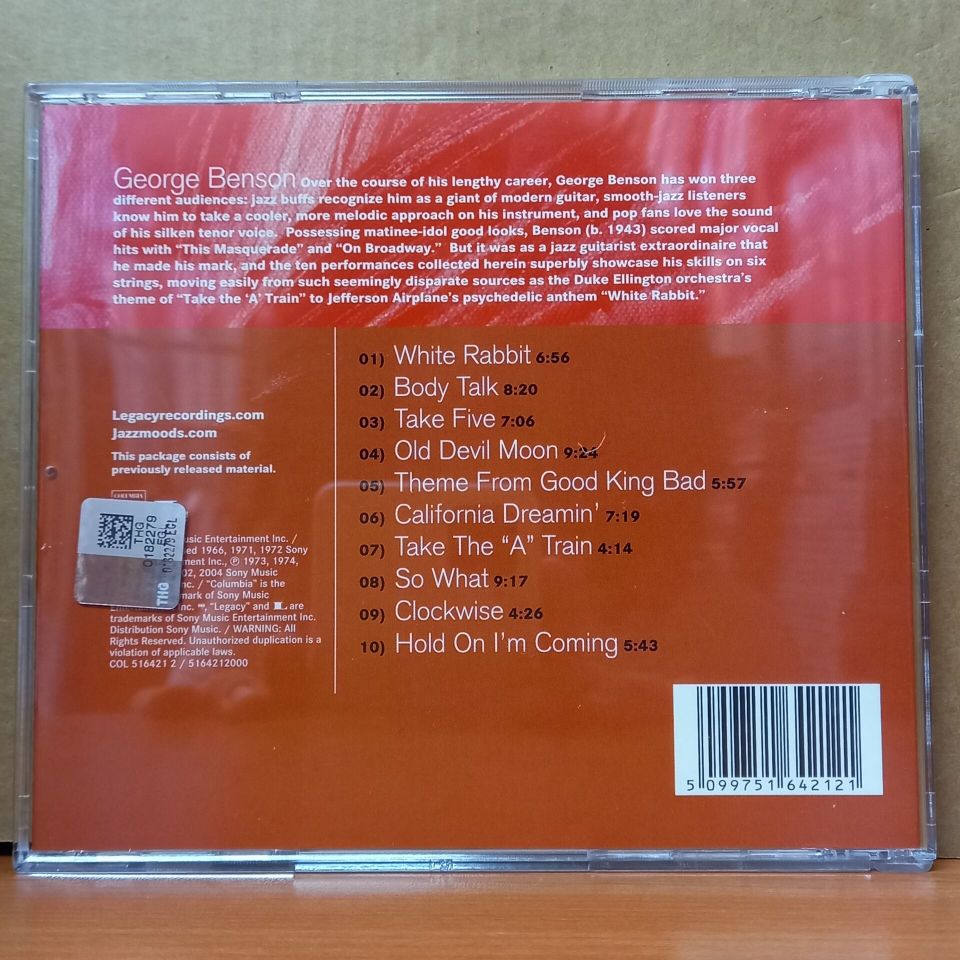 George Benson Over the course of his lengthy career, George Benson has won three
different audiences: jazz buffs recognize him as a giant of modern guitar, smooth-jazz listeners
know him to take a cooler, more melodic approach on his instrument, and pop fans love the sound
of his silken tenor voice. Possessing matinee-idol good looks, Benson (b. 1943) scored major vocal
hits with “This Masquerade” and “On Broadway.” But it was as a jazz guitarist extraordinaire that
he made his mark, and the ten performances collected herein superbly showcase his skills on six
strings, moving easily from such seemingly disparate sources as the Duke Ellington orchestra’s
theme of “Take the ‘A’ Train” to Jefferson Airplane’s psychedelic anthem “White Rabbit.”
01) White Rabbit 6:56
02) Body Talk 8:20
03) Take Five 7:06
04) Old Devil Moon 9:24
05) Theme From Good King Bad 5:57
06) California Dreamin’ 7:19
07) Take The “A” Train 4:14
08) So What 9:17
09) Clockwise 4:26
10) Hold On I’m Coming 5:43
Legacyrecordings.com
Jazzmoods.com
This package consists of
previously released material.
COLUMBIA
THG
0182279
EGL
0182279 EGL
THG
usic Entertainment Inc. /
ed 1966, 1971, 1972 Sony
ment Inc., ℗ 1973, 1974,
02, 2004 Sony Music
nc. / “Columbia” is the
mark of Sony Music
nc. “Legacy” and L are
trademarks of Sony Music Entertainment Inc.
Distribution Sony Music. / WARNING: All
Rights Reserved. Unauthorized duplication is a
violation of applicable laws.
COL 516421 2 / 5164212000
5 099751 642121